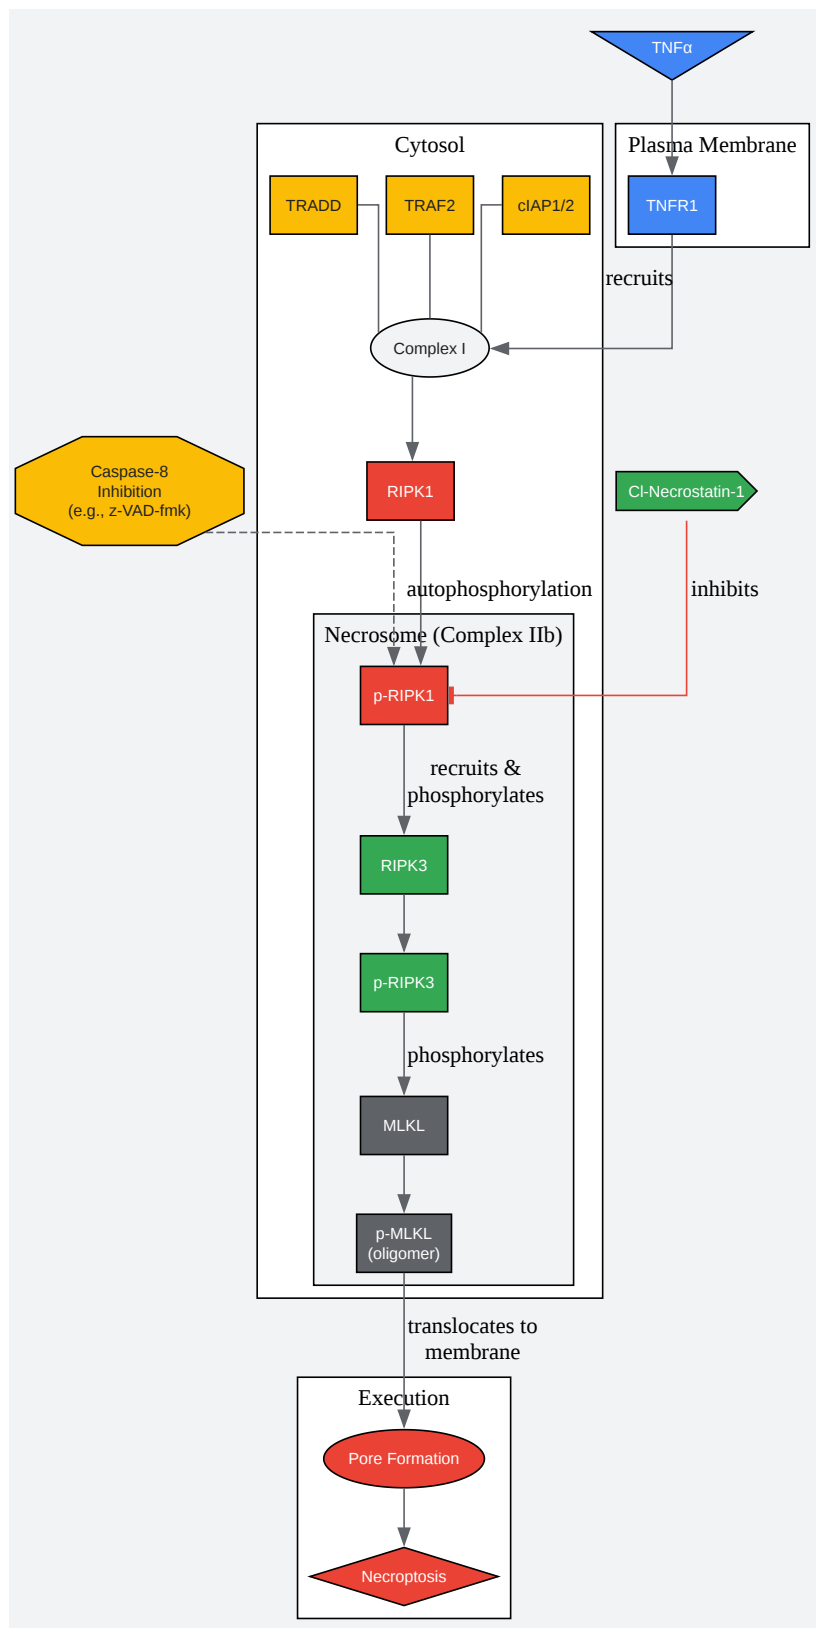 TNFα
Cytosol
Plasma Membrane
TRADD
TRAF2
cIAP1/2
TNFR1
recruits
Complex I
Caspase-8
Inhibition
(e.g., z-VAD-fmk)
RIPK1
Cl-Necrostatin-1
autophosphorylation
inhibits
Necrosome (Complex IIb)
p-RIPK1
recruits &
phosphorylates
RIPK3
p-RIPK3
phosphorylates
MLKL
p-MLKL
(oligomer)
translocates to
membrane
Execution
Pore Formation
Necroptosis